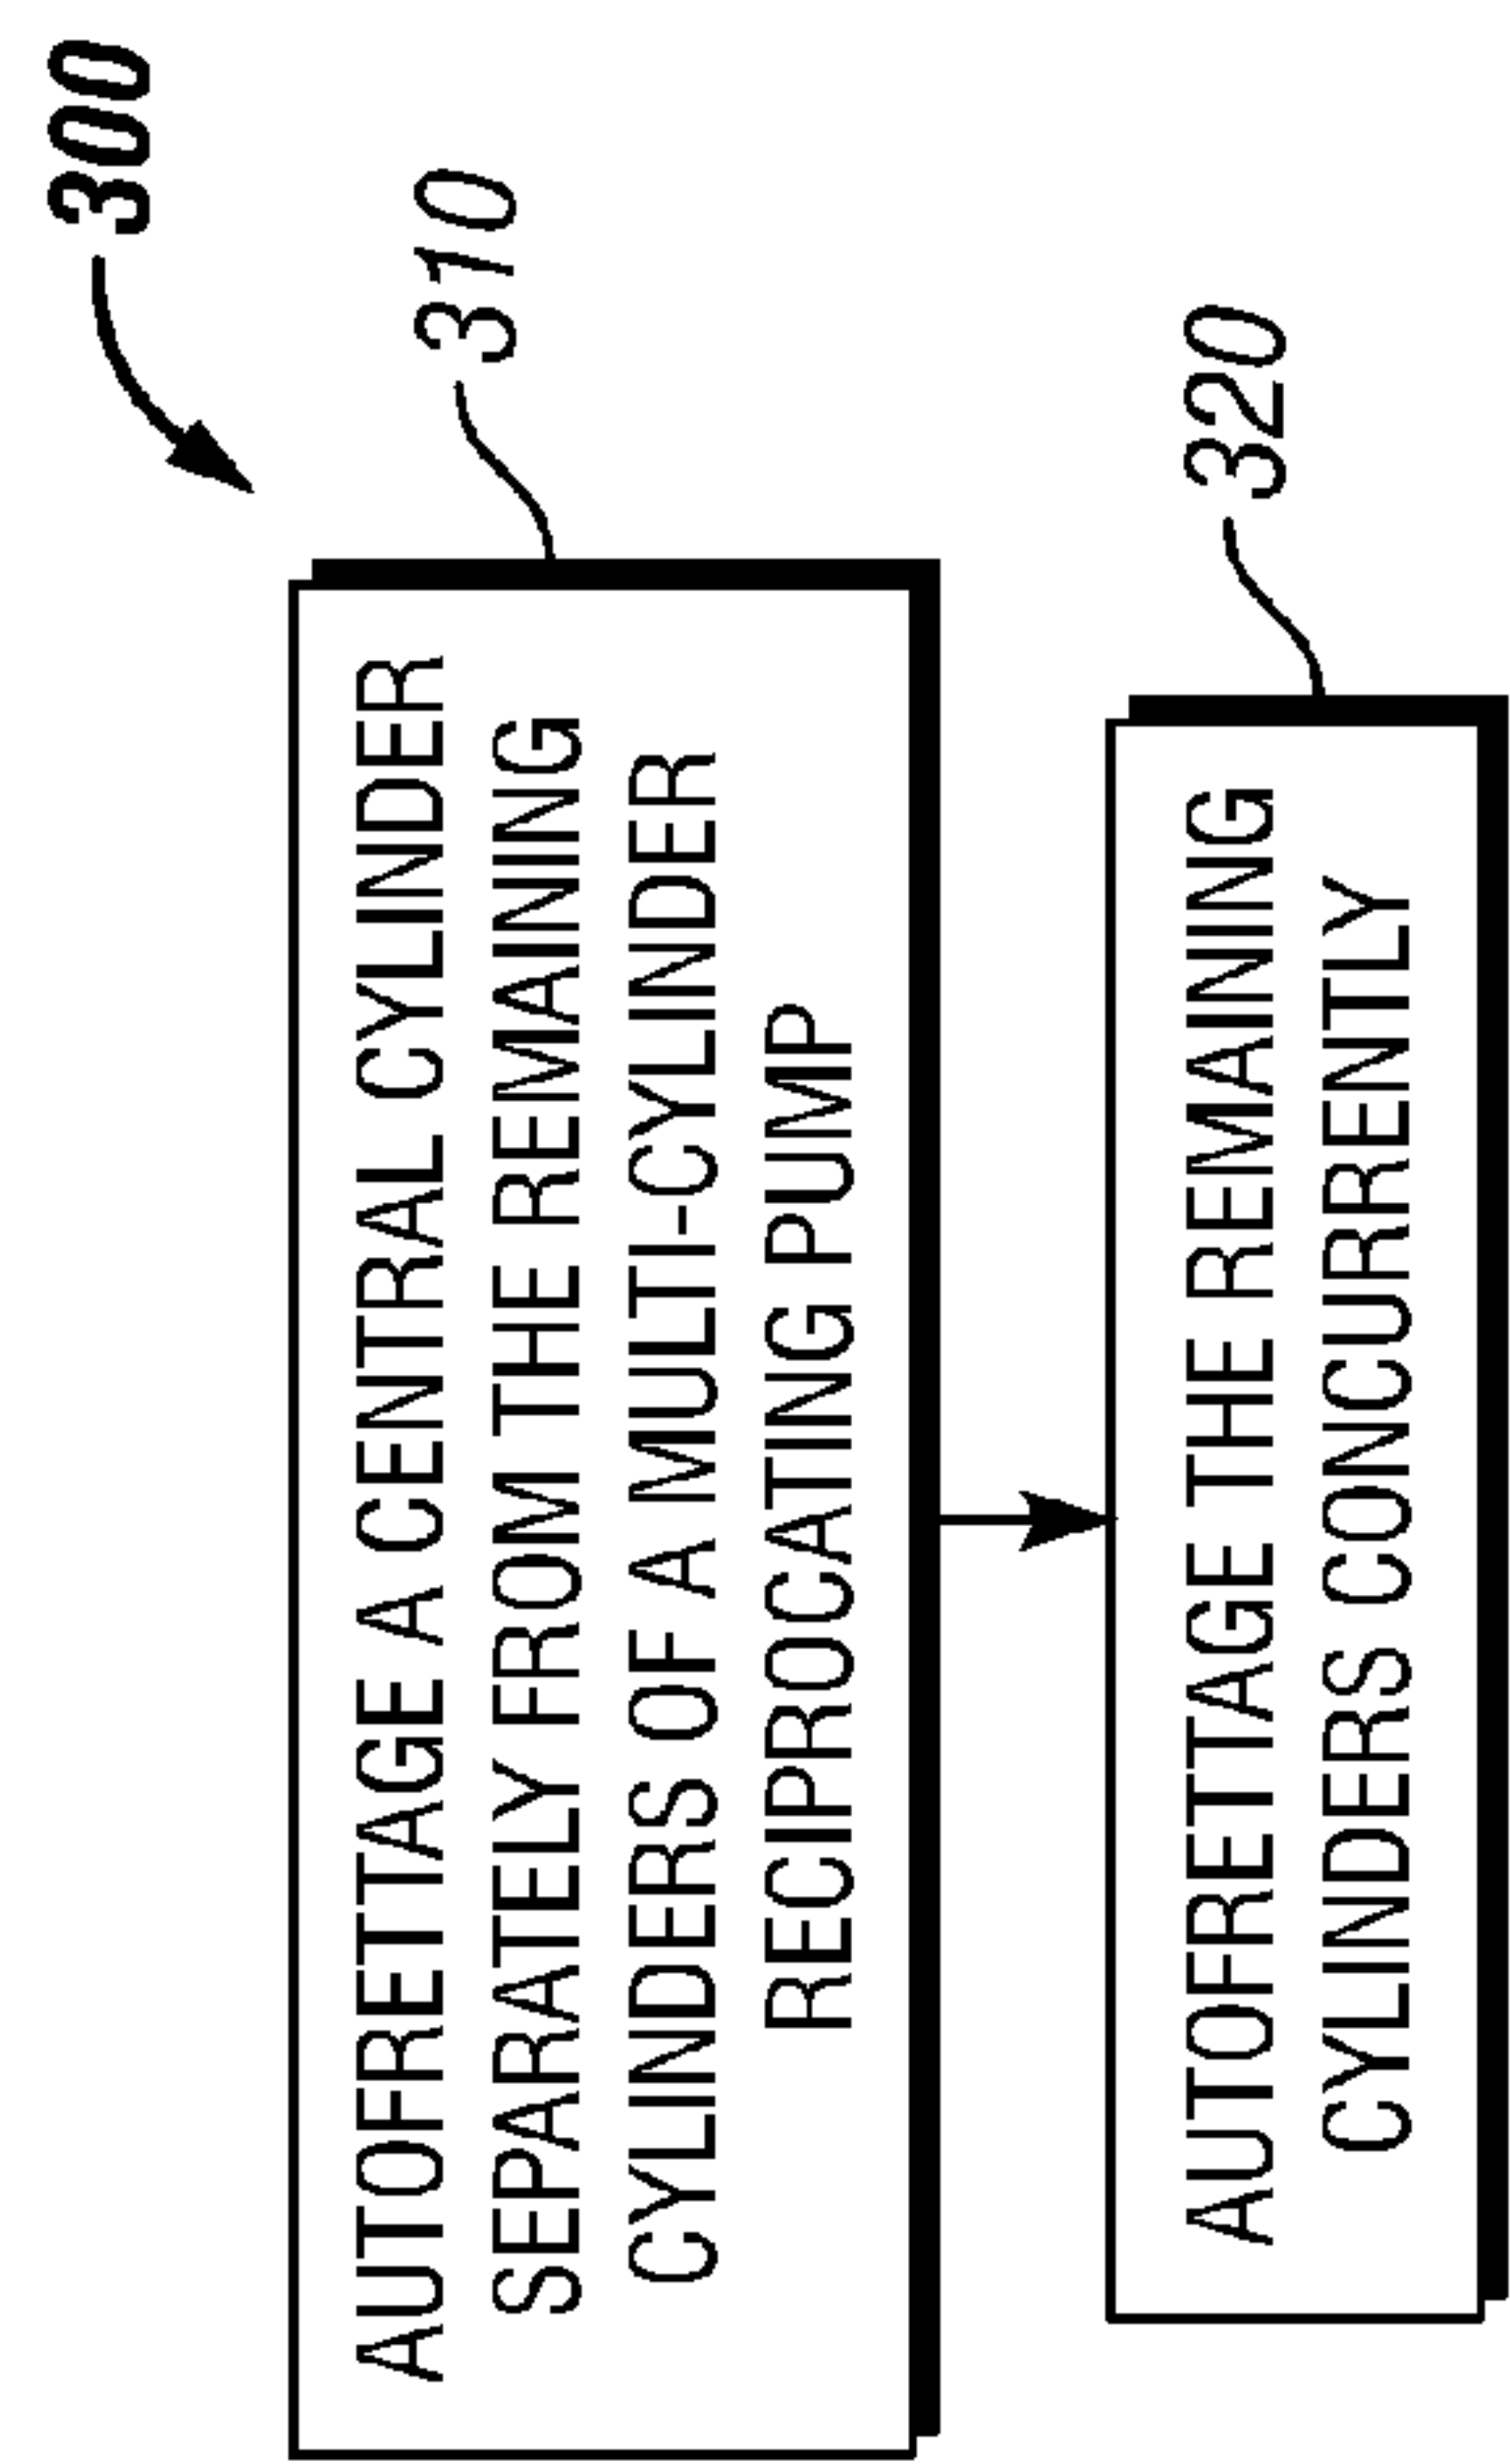 300
310
AUTOFRETTAGE A CENTRAL CYLINDER
SEPARATELY FROM THE REMAINING
CYLINDERS OF A MULTI-CYLINDER
RECIPROCATING PUMP
320
AUTOFRETTAGE THE REMAINING
CYLINDERS CONCURRENTLY